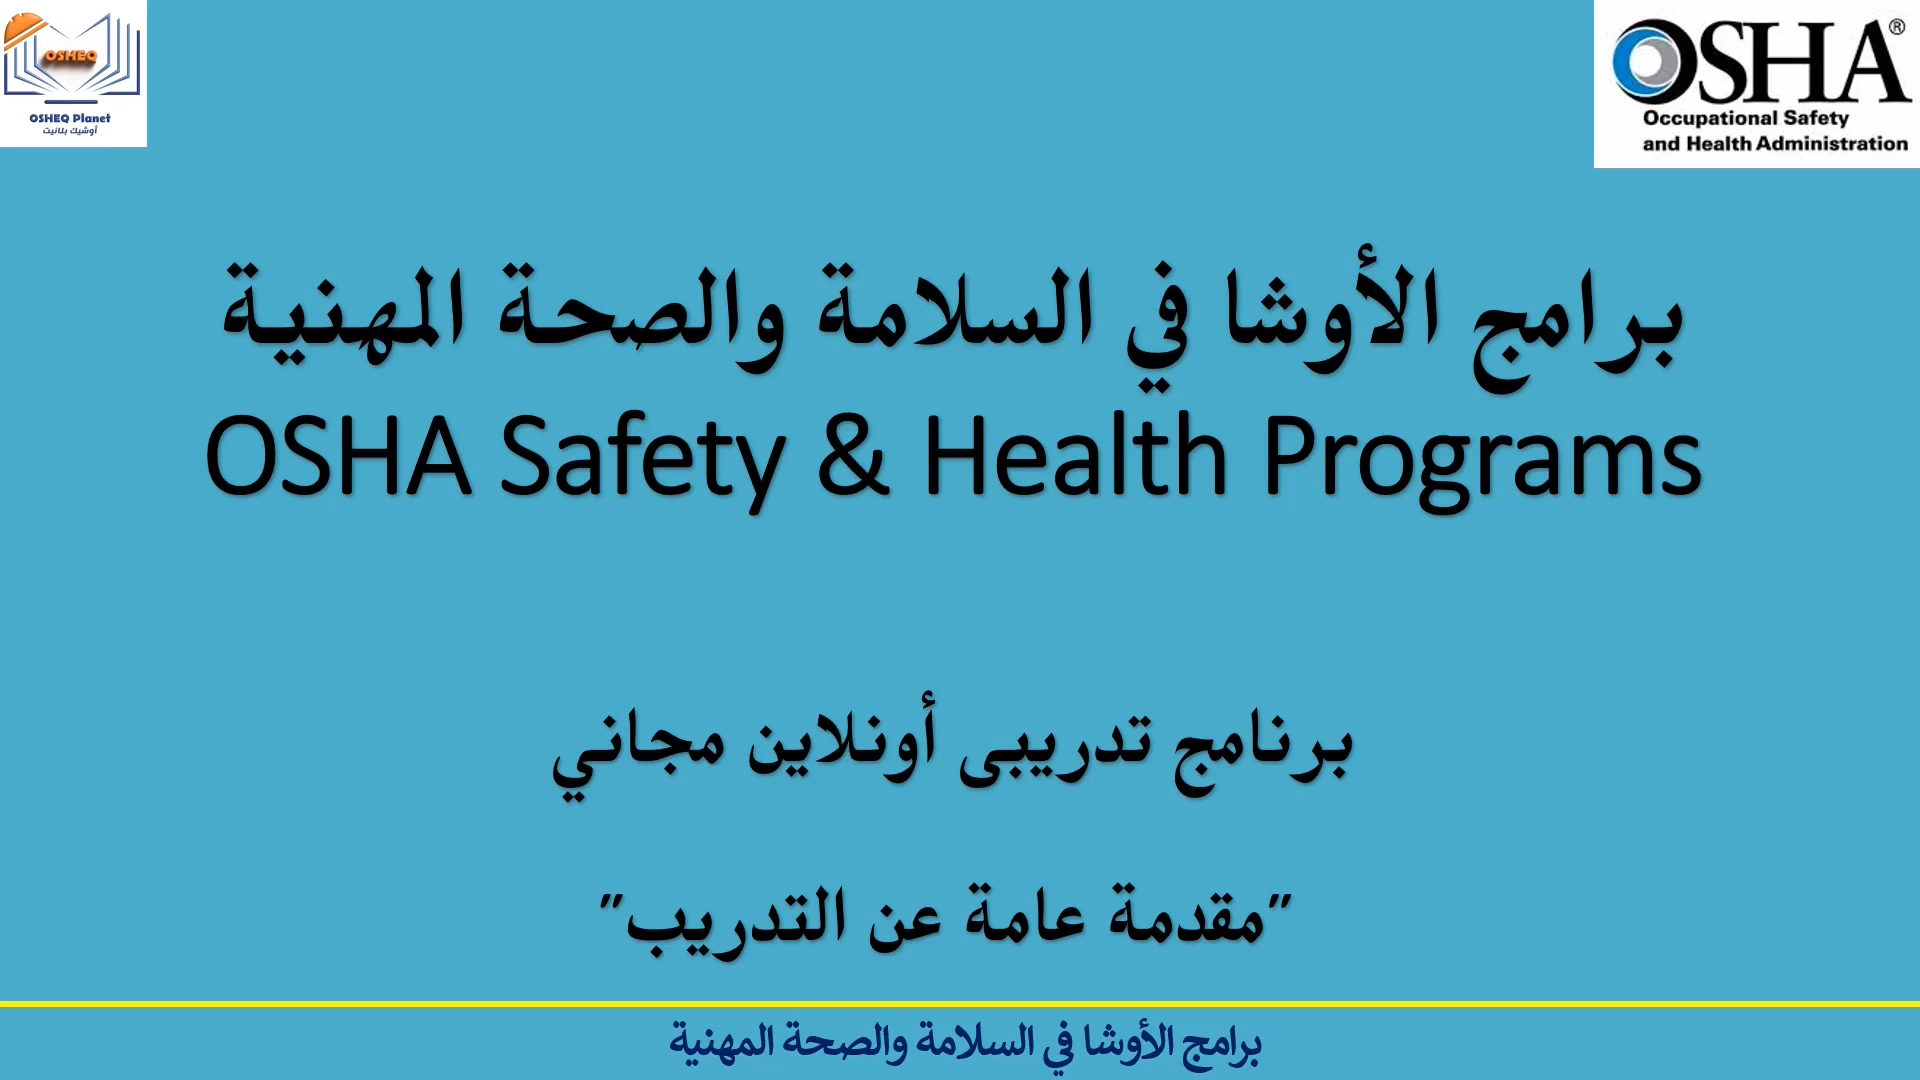 OSHEQ
OSHEQ Planet
أوشيك بلانيت
OSHA®
Occupational Safety
and Health Administration
برامج الأوشا في السلامة والصحة المهنية
OSHA Safety & Health Programs
برنامج تدريبى أونلاين مجاني
"مقدمة عامة عن التدريب"
برامج الأوشا في السلامة والصحة المهنية